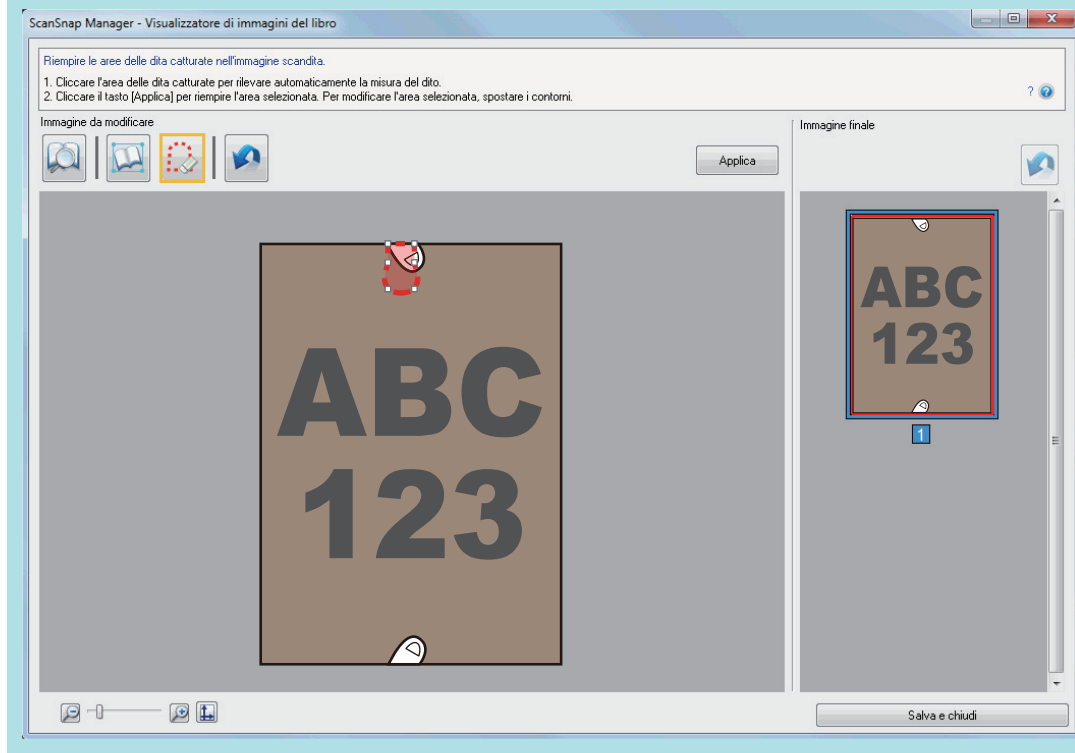 ScanSnap Manager - Visualizzatore di immagini del libro
Riempire le aree delle dita catturate nell'immagine scandita.
1. Cliccare l'area delle dita catturate per rilevare automaticamente la misura del dito.
2. Cliccare il tasto [Applica] per riempire l'area selezionata. Per modificare l'area selezionata, spostare i contorni.
?
Immagine da modificare
Applica
Immagine finale
ABC
123
ABC
123
1
Salva e chiudi